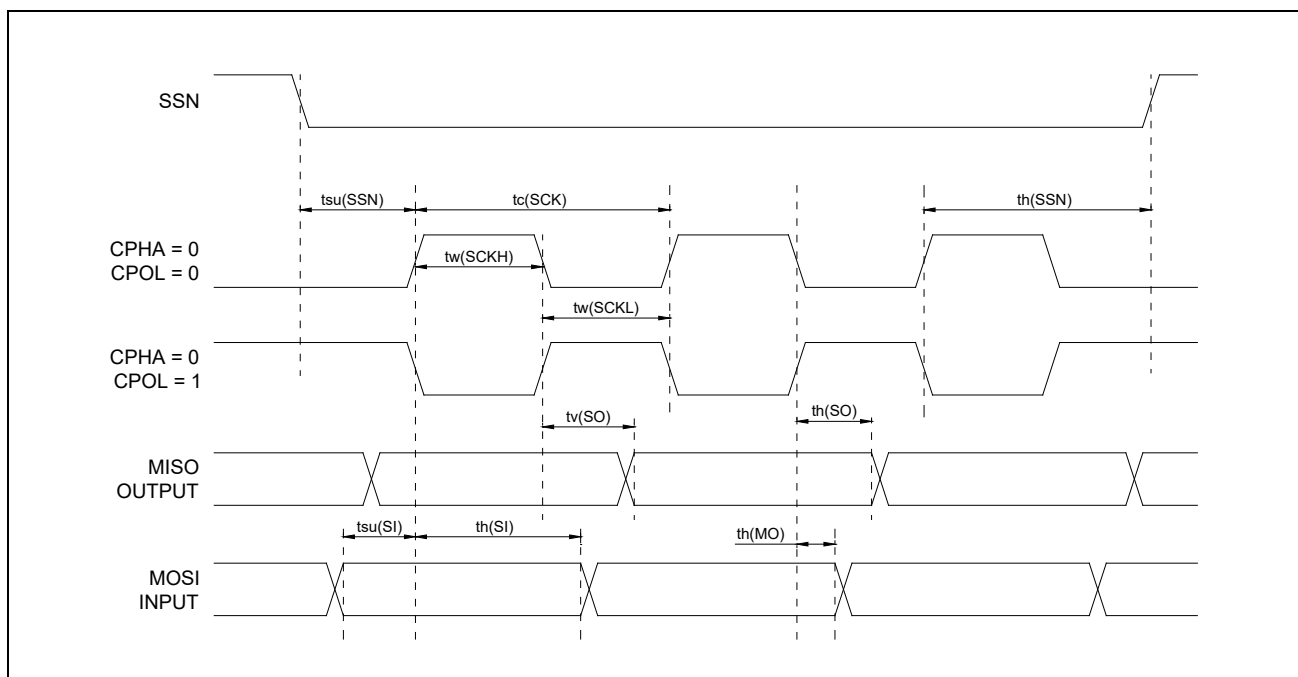 SSN
tsu(SSN)
tc(SCK)
th(SSN)
CPHA = 0
CPOL = 0
tw(SCKH)
tw(SCKL)
CPHA = 0
CPOL = 1
tv(SO)
th(SO)
MISO
OUTPUT
tsu(SI)
th(SI)
th(MO)
MOSI
INPUT